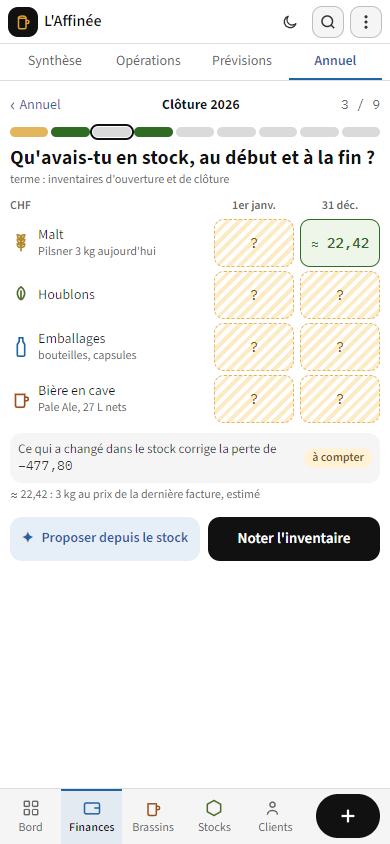 L'Affinée
Synthèse
Opérations
Prévisions
Annuel
‹ Annuel
Clôture 2026
3 / 9
Qu'avais-tu en stock, au début et à la fin ?
terme : inventaires d'ouverture et de clôture
CHF
1er janv.
31 déc.
Malt
Pilsner 3 kg aujourd'hui
?
≈ 22,42
Houblons
?
?
Emballages
bouteilles, capsules
?
?
Bière en cave
Pale Ale, 27 L nets
?
?
Ce qui a changé dans le stock corrige la perte de
−477,80
à compter
≈ 22,42 : 3 kg au prix de la dernière facture, estimé
Proposer depuis le stock
Noter l'inventaire
Bord
Finances
Brassins
Stocks
Clients
+